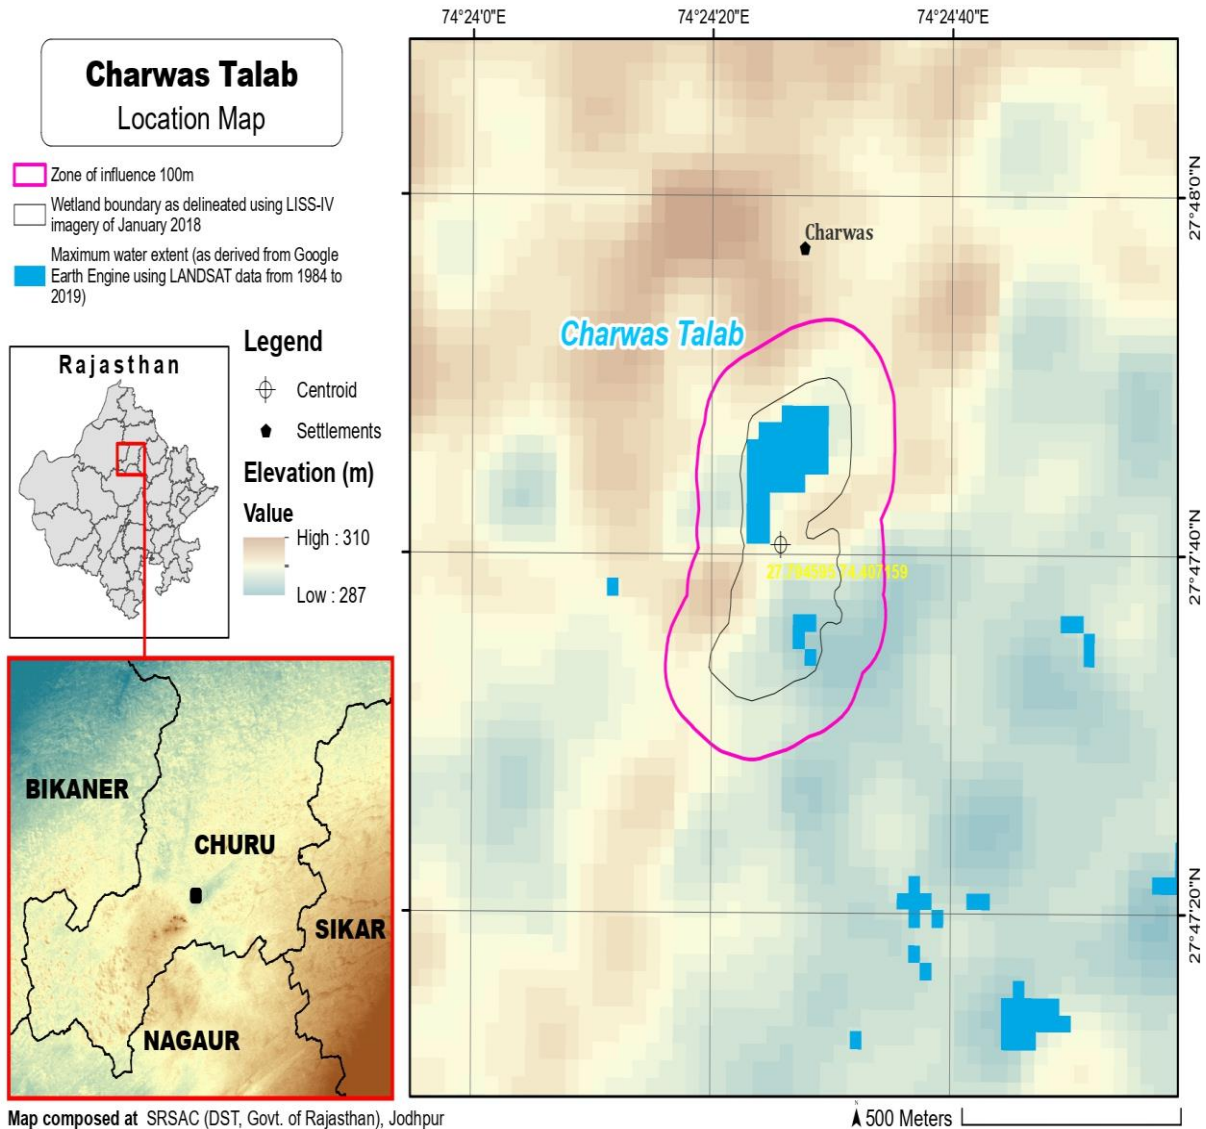 74°24'0"E 74°24'20"E 74°24'40"E
Charwas Talab
Location Map
Zone of influence 100m
Wetland boundary as delineated using LISS-IV
imagery of January 2018
Maximum water extent (as derived from Google
Earth Engine using LANDSAT data from 1984 to
2019)
Legend
Centroid
Settlements
Elevation (m)
Value
High : 310
Low : 287
Rajasthan
BIKANER
CHURU
SIKAR
NAGAUR
Charwas
Charwas Talab
27.794595 74.407159
27°48'0"N
27°47'40"N
27°47'20"N
Map composed at SRSAC (DST, Govt. of Rajasthan), Jodhpur
N
500 Meters